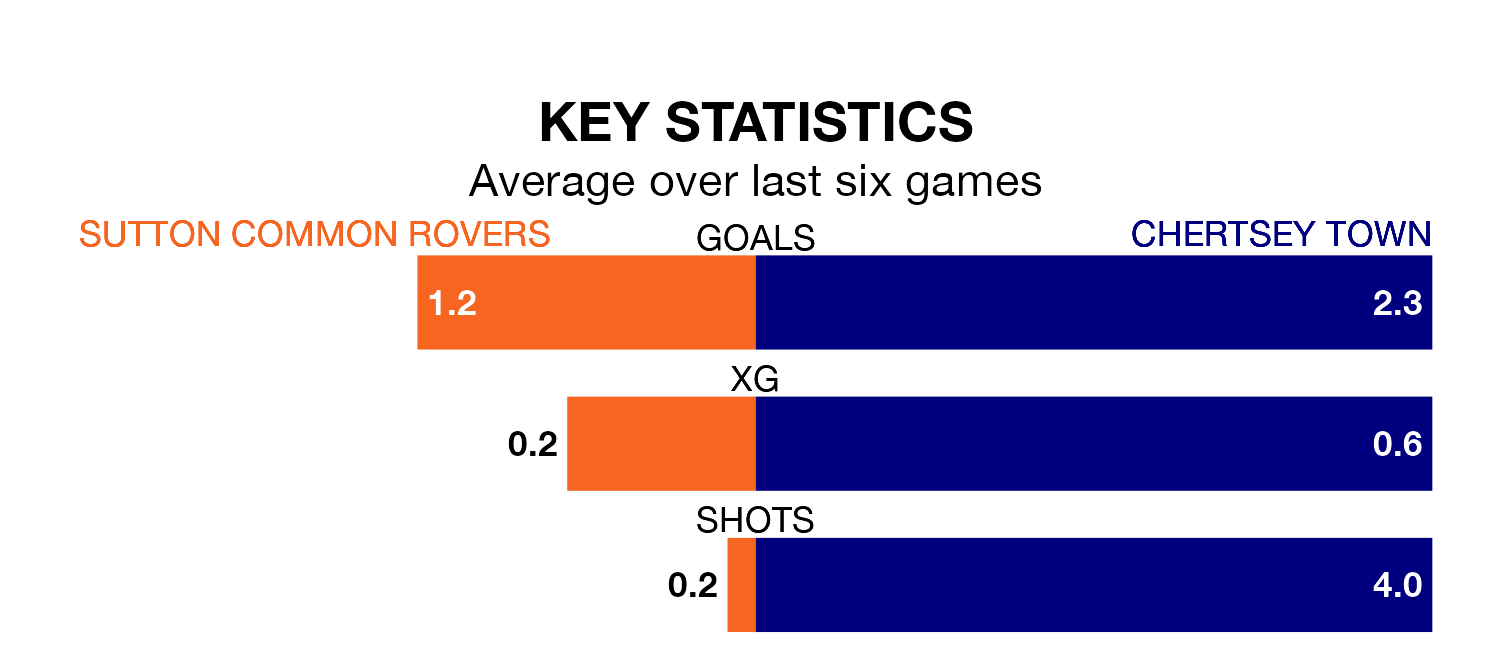 KEY STATISTICS
Average over last six games
SUTTON COMMON ROVERS GOALS CHERTSEY TOWN
1.2 2.3
XG
0.2 0.6
SHOTS
0.2 4.0